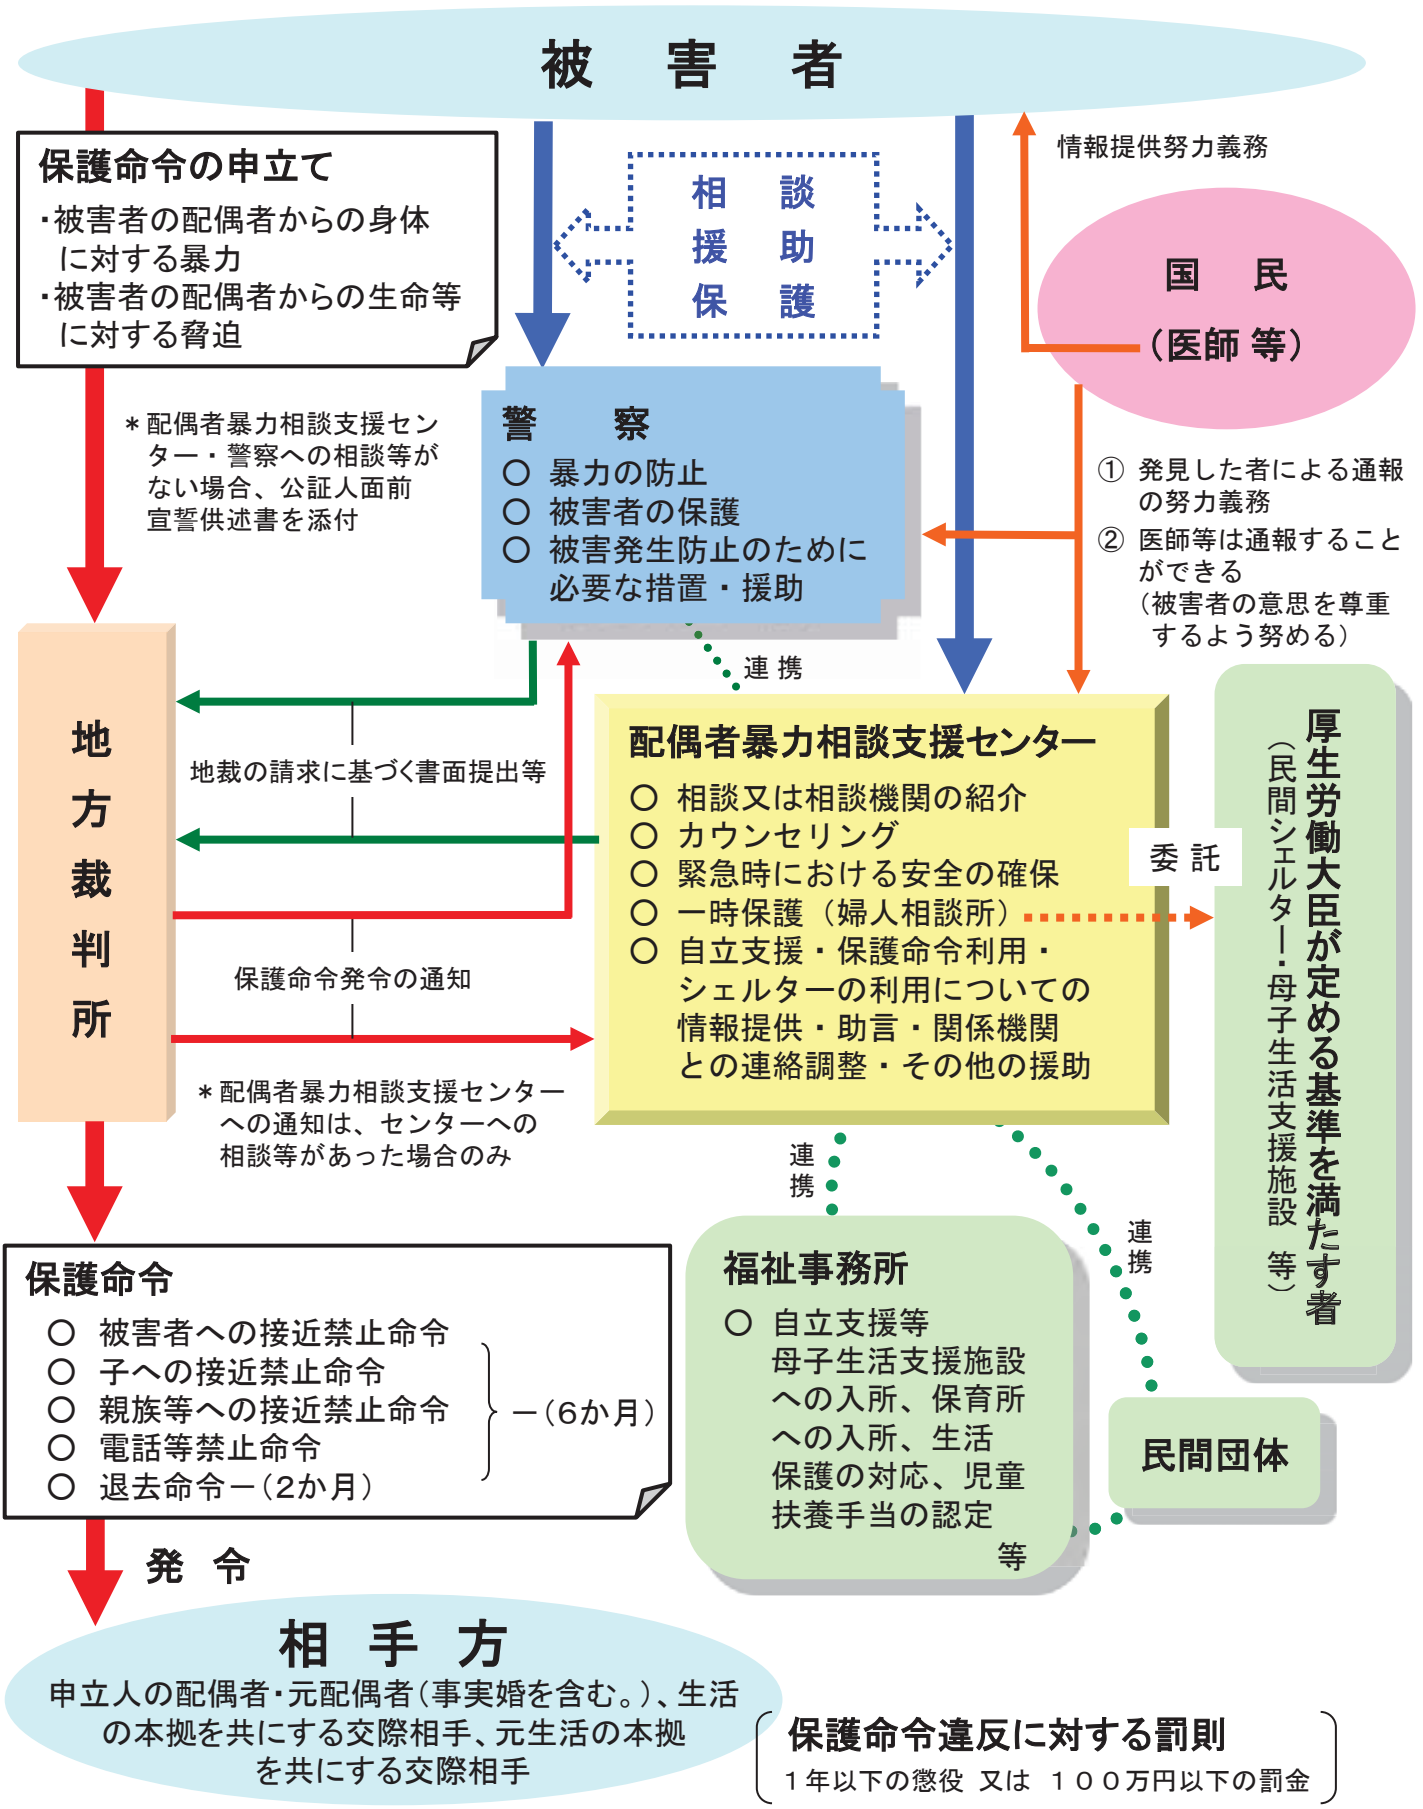 被害者
保護命令の申立て
・被害者の配偶者からの身体
に対する暴力
・被害者の配偶者からの生命等
に対する脅迫
相談
援助
保護
情報提供努力義務
国民
(医師等)
＊配偶者暴力相談支援セン
ター・警察への相談等が
ない場合、公証人面前
宣誓供述書を添付
警察
○ 暴力の防止
○ 被害者の保護
○ 被害発生防止のために
必要な措置・援助
① 発見した者による通報
の努力義務
② 医師等は通報すること
ができる
(被害者の意思を尊重
するよう努める)
連携
地方裁判所
地裁の請求に基づく書面提出等
保護命令発令の通知
＊配偶者暴力相談支援センター
への通知は、センターへの
相談等があった場合のみ
配偶者暴力相談支援センター
○ 相談又は相談機関の紹介
○ カウンセリング
○ 緊急時における安全の確保
○ 一時保護（婦人相談所）
○ 自立支援・保護命令利用・
シェルターの利用についての
情報提供・助言・関係機関
との連絡調整・その他の援助
委託
厚生労働大臣が定める基準を満たす者
（民間シェルター・母子生活支援施設 等）
連携
連携
保護命令
○ 被害者への接近禁止命令
○ 子への接近禁止命令
○ 親族等への接近禁止命令
○ 電話等禁止命令
○ 退去命令－(2か月)
－(6か月)
福祉事務所
○ 自立支援等
母子生活支援施設
への入所、保育所
への入所、生活
保護の対応、児童
扶養手当の認定
等
民間団体
発令
相手方
申立人の配偶者・元配偶者(事実婚を含む。)、生活
の本拠を共にする交際相手、元生活の本拠
を共にする交際相手
保護命令違反に対する罰則
１年以下の懲役 又は １００万円以下の罰金